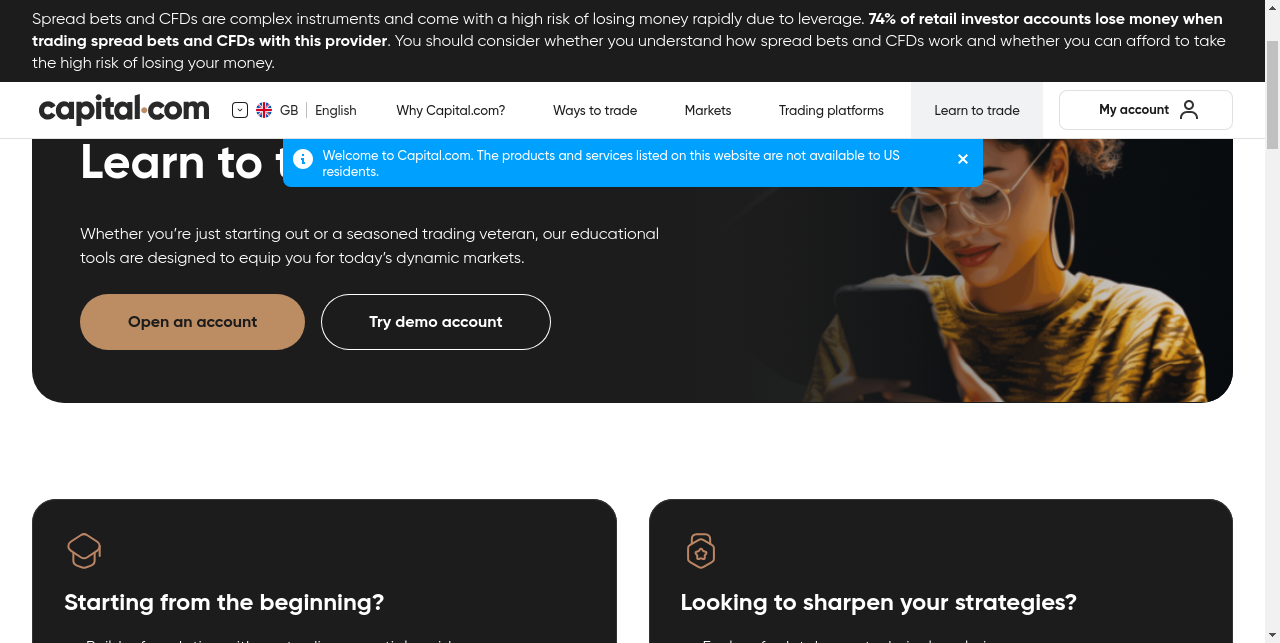 Spread bets and CFDs are complex instruments and come with a high risk of losing money rapidly due to leverage. 74% of retail investor accounts lose money when
trading spread bets and CFDs with this provider. You should consider whether you understand how spread bets and CFDs work and whether you can afford to take
the high risk of losing your money.
capital.com
GB
English
Why Capital.com?
Ways to trade
Markets
Trading platforms
Learn to trade
My account
Learn to
Welcome to Capital.com. The products and services listed on this website are not available to US
residents.
Whether you’re just starting out or a seasoned trading veteran, our educational
tools are designed to equip you for today’s dynamic markets.
Open an account
Try demo account
Starting from the beginning?
Looking to sharpen your strategies?